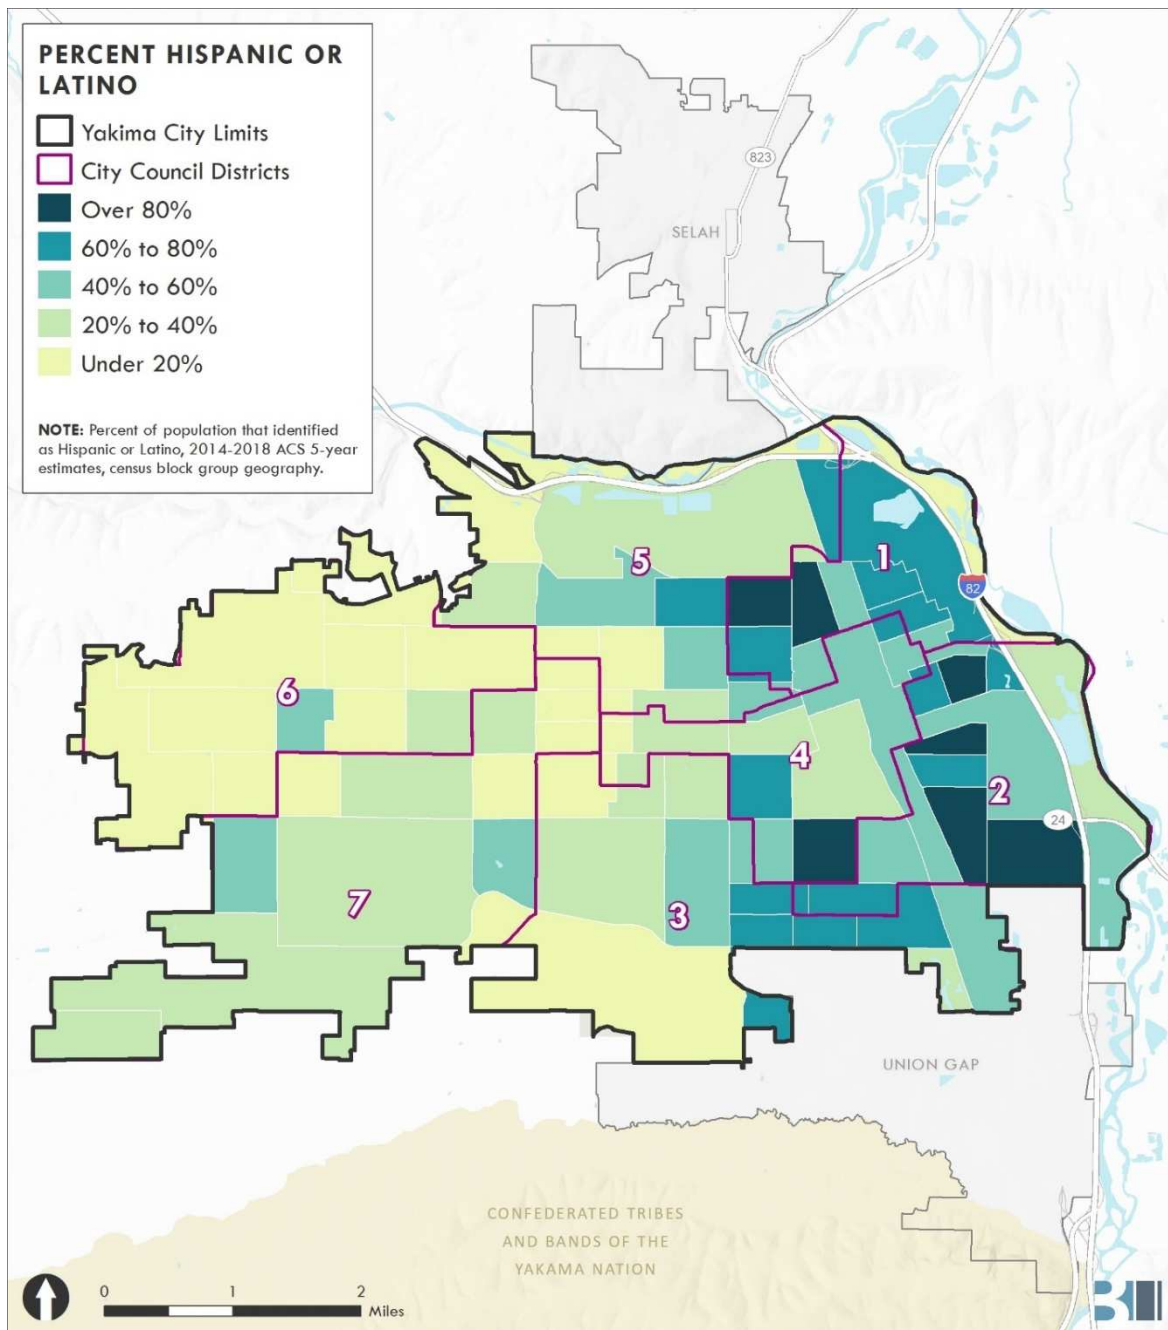 PERCENT HISPANIC OR
LATINO
Yakima City Limits
City Council Districts
Over 80%
60% to 80%
40% to 60%
20% to 40%
Under 20%
NOTE: Percent of population that identified
as Hispanic or Latino, 2014-2018 ACS 5-year
estimates, census block group geography.
823
SELAH
5
1
82
6
4
2
24
7
3
UNION GAP
CONFEDERATED TRIBES
AND BANDS OF THE
YAKAMA NATION
0 1 2
Miles